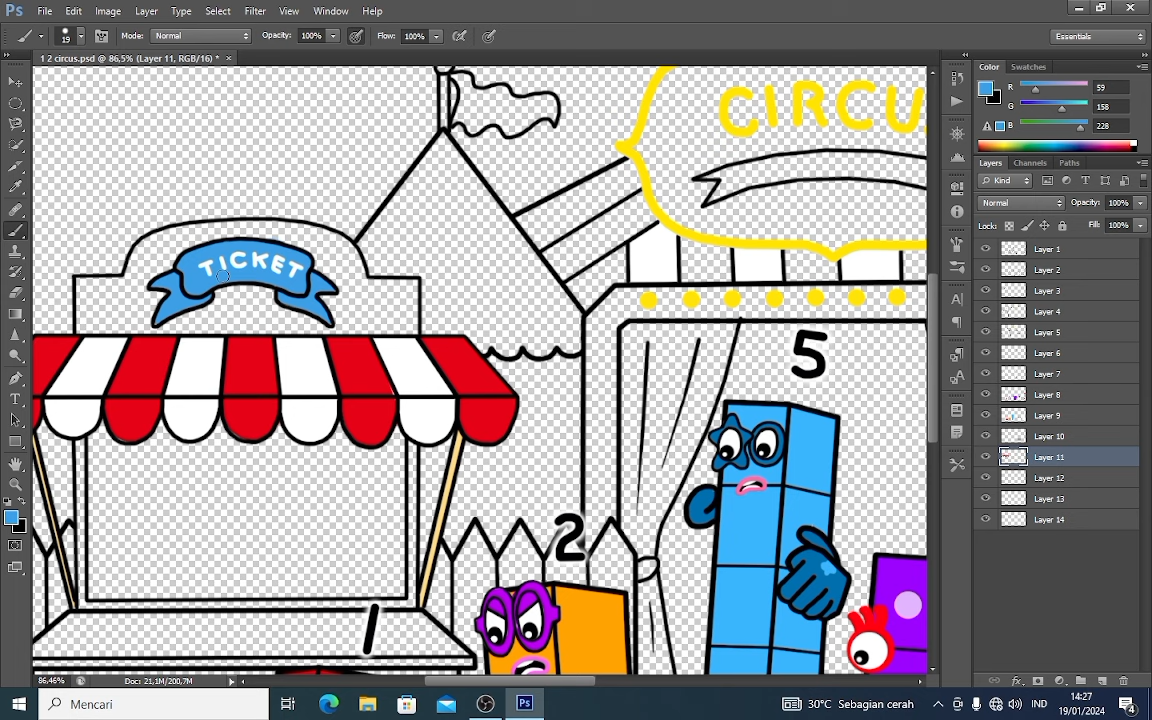 Ps File Edit Image Layer Type Select Filter View Window Help
19 Mode: Normal Opacity: 100% Flow: 100% Essentials
1 2 circus.psd @ 86,5% (Layer 11, RGB/16) * ×
Color Swatches
R 59
G 158
B 228
Layers Channels Paths
Kind
Normal Opacity: 100%
Lock: Fill: 100%
Layer 1
Layer 2
Layer 3
Layer 4
Layer 5
Layer 6
Layer 7
Layer 8
Layer 9
Layer 10
Layer 11
Layer 12
Layer 13
Layer 14
CIRCU
TICKET
5
2
1
86.46% Doc: 21,1M/200,7M
Mencari
30°C Sebagian cerah
IND
14:27
19/01/2024
4